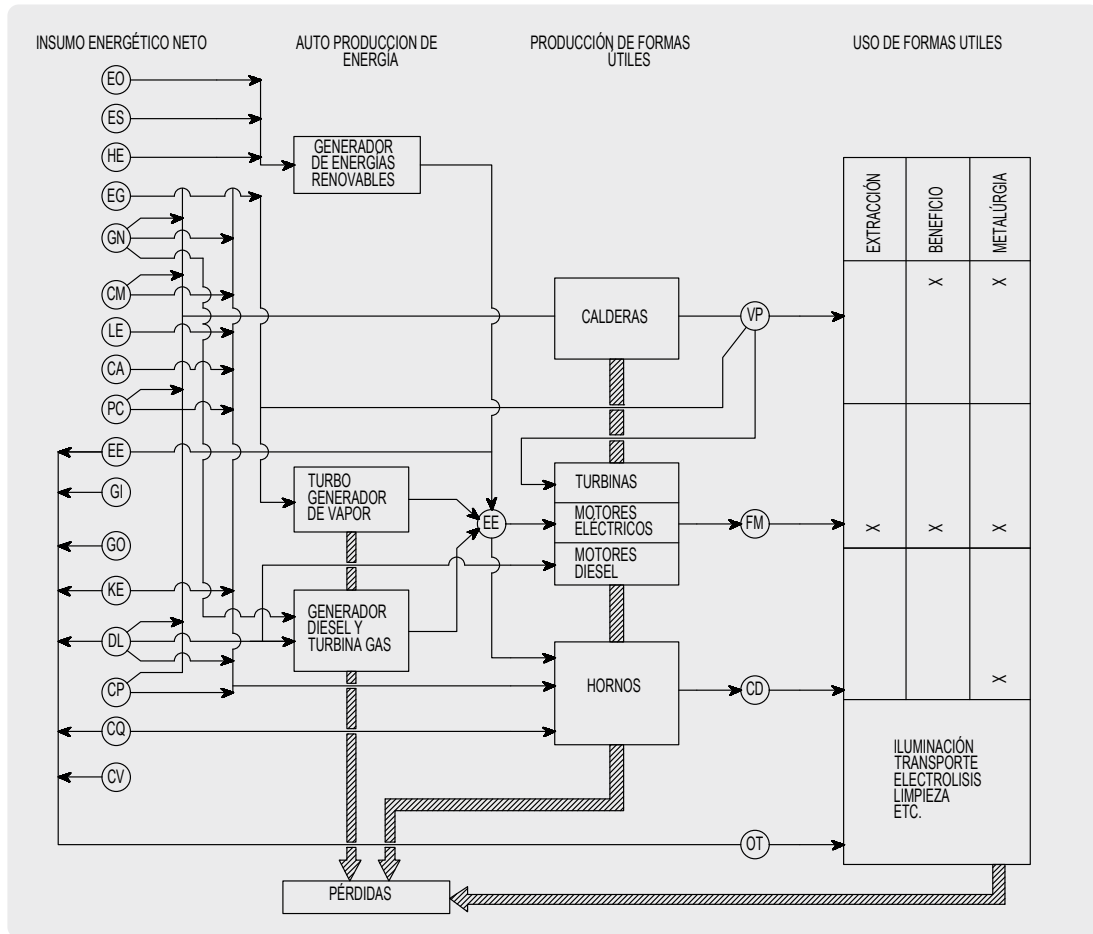 INSUMO ENERGÉTICO NETO
AUTO PRODUCCION DE
ENERGÍA
PRODUCCIÓN DE FORMAS
ÚTILES
USO DE FORMAS UTILES
EO
ES
HE
EG
GN
CM
LE
CA
PC
EE
GI
GO
KE
DL
CP
CQ
CV
GENERADOR
DE ENERGÍAS
RENOVABLES
TURBO
GENERADOR
DE VAPOR
GENERADOR
DIESEL Y
TURBINA GAS
EE
CALDERAS
TURBINAS
MOTORES
ELÉCTRICOS
MOTORES
DIESEL
HORNOS
VP
FM
CD
OT
EXTRACCIÓN
BENEFICIO
METALÚRGIA
X
X
X
X
X
X
ILUMINACIÓN
TRANSPORTE
ELECTROLISIS
LIMPIEZA
ETC.
PÉRDIDAS